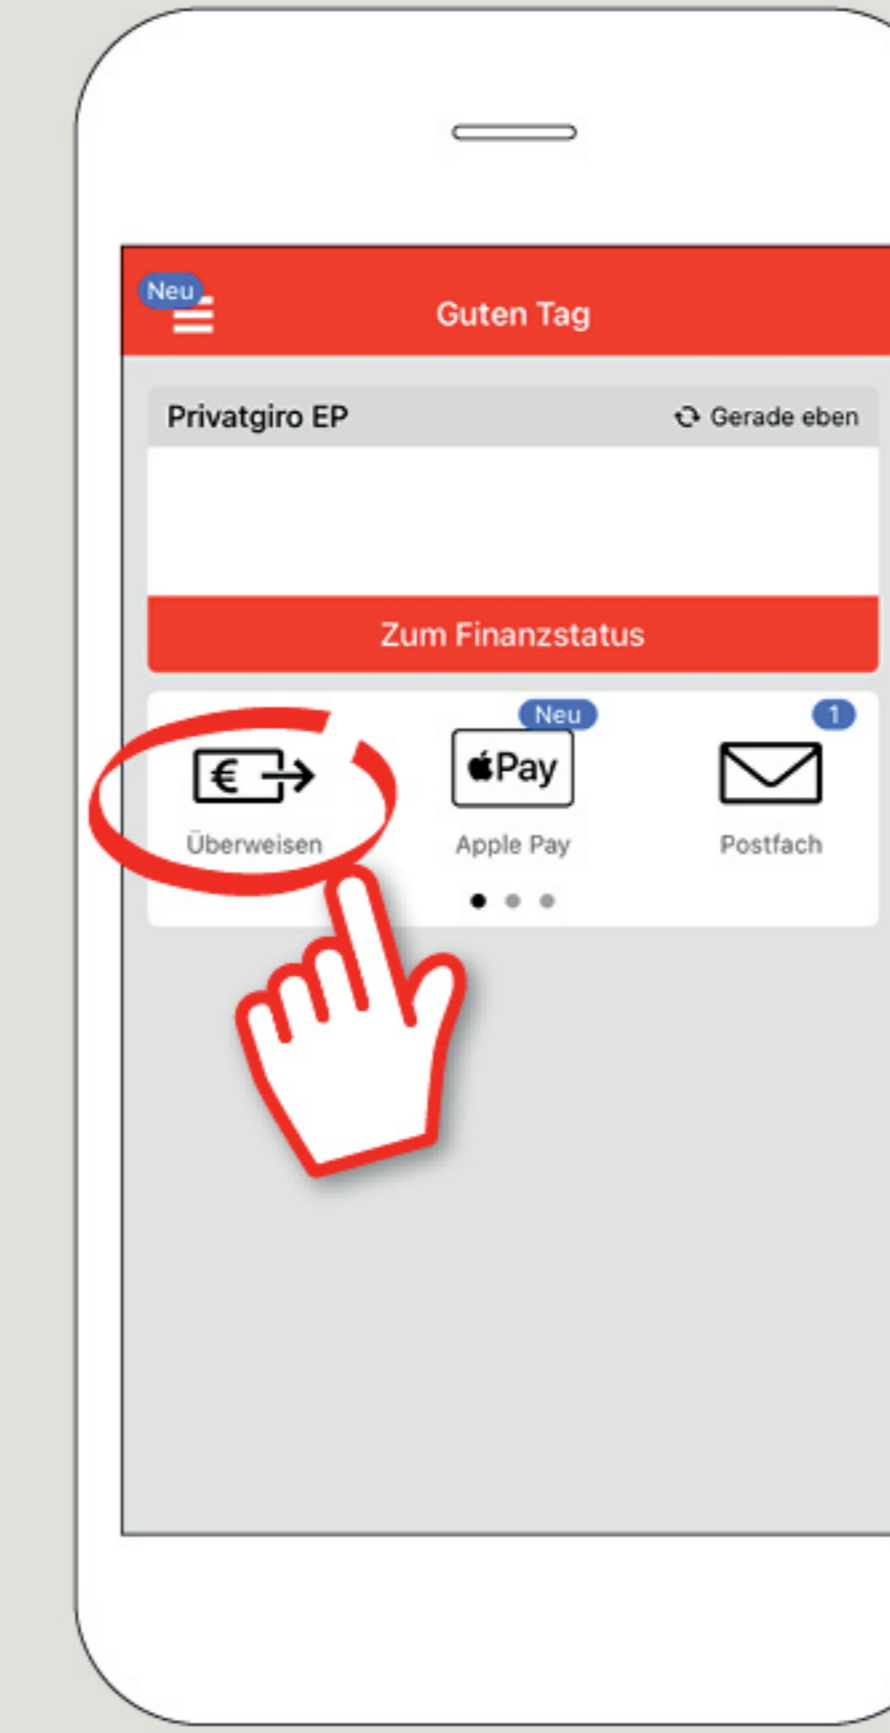 Neu
Guten Tag
Privatgiro EP Gerade eben
Zum Finanzstatus
Neu 1
€ Pay
Überweisen Apple Pay Postfach